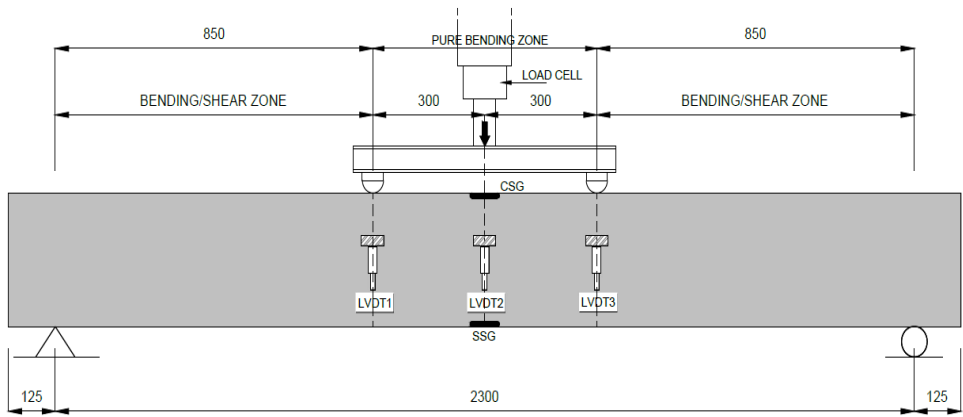 850
PURE BENDING ZONE
850
LOAD CELL
BENDING/SHEAR ZONE
300
300
BENDING/SHEAR ZONE
CSG
LVDT1
LVDT2
LVDT3
SSG
125
2300
125